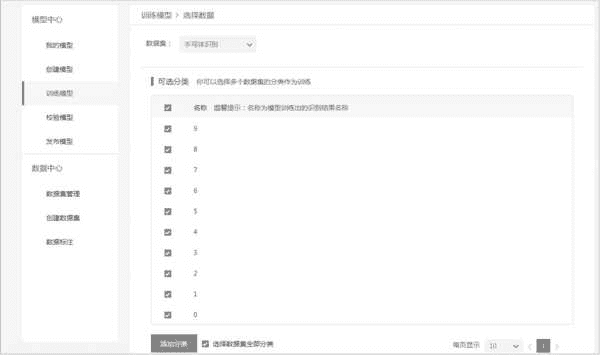 模型中心
我的模型
创建模型
训练模型
校验模型
发布模型
数据中心
数据集管理
创建数据集
数据标注
训练模型 > 选择数据
数据集： 手写体识别
可选分类 你可以选择多个数据集的分类作为训练
名称 温馨提示：名称为模型训练出的识别结果名称
9
8
7
6
5
4
3
2
1
0
添加分类 选择数据集全部分类
每页显示 10 < 1 >